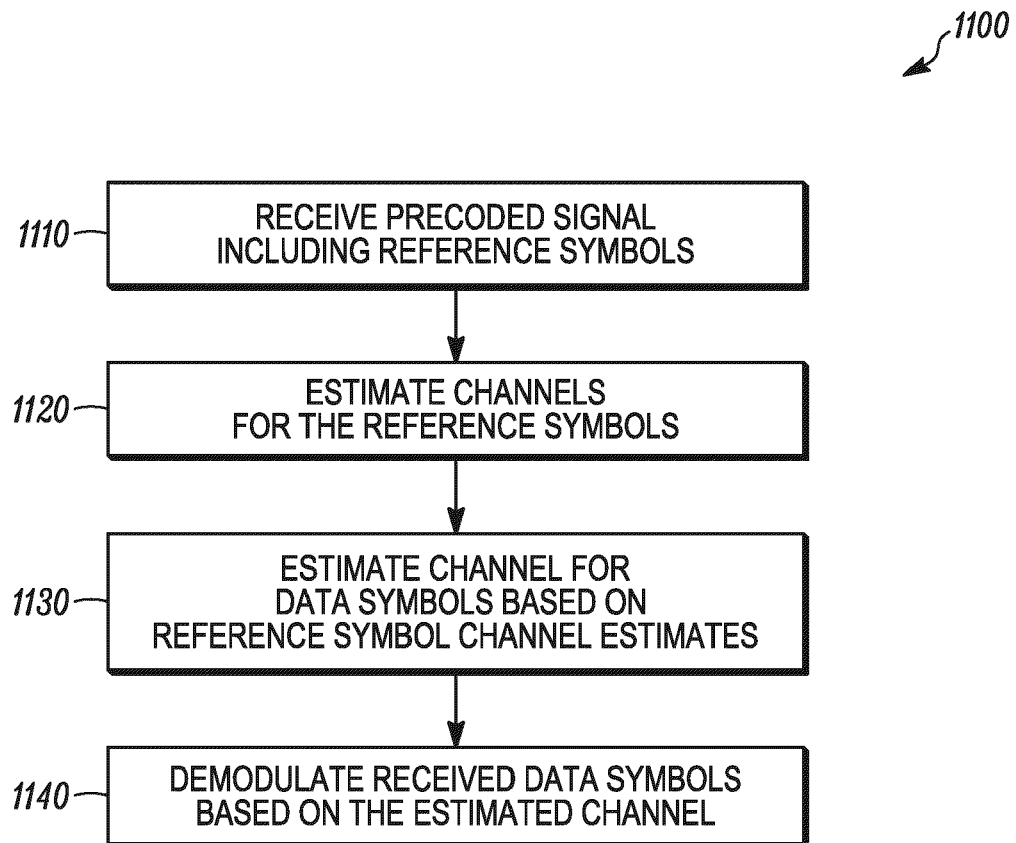 1100
1110
RECEIVE PRECODED SIGNAL
INCLUDING REFERENCE SYMBOLS
1120
ESTIMATE CHANNELS
FOR THE REFERENCE SYMBOLS
1130
ESTIMATE CHANNEL FOR
DATA SYMBOLS BASED ON
REFERENCE SYMBOL CHANNEL ESTIMATES
1140
DEMODULATE RECEIVED DATA SYMBOLS
BASED ON THE ESTIMATED CHANNEL